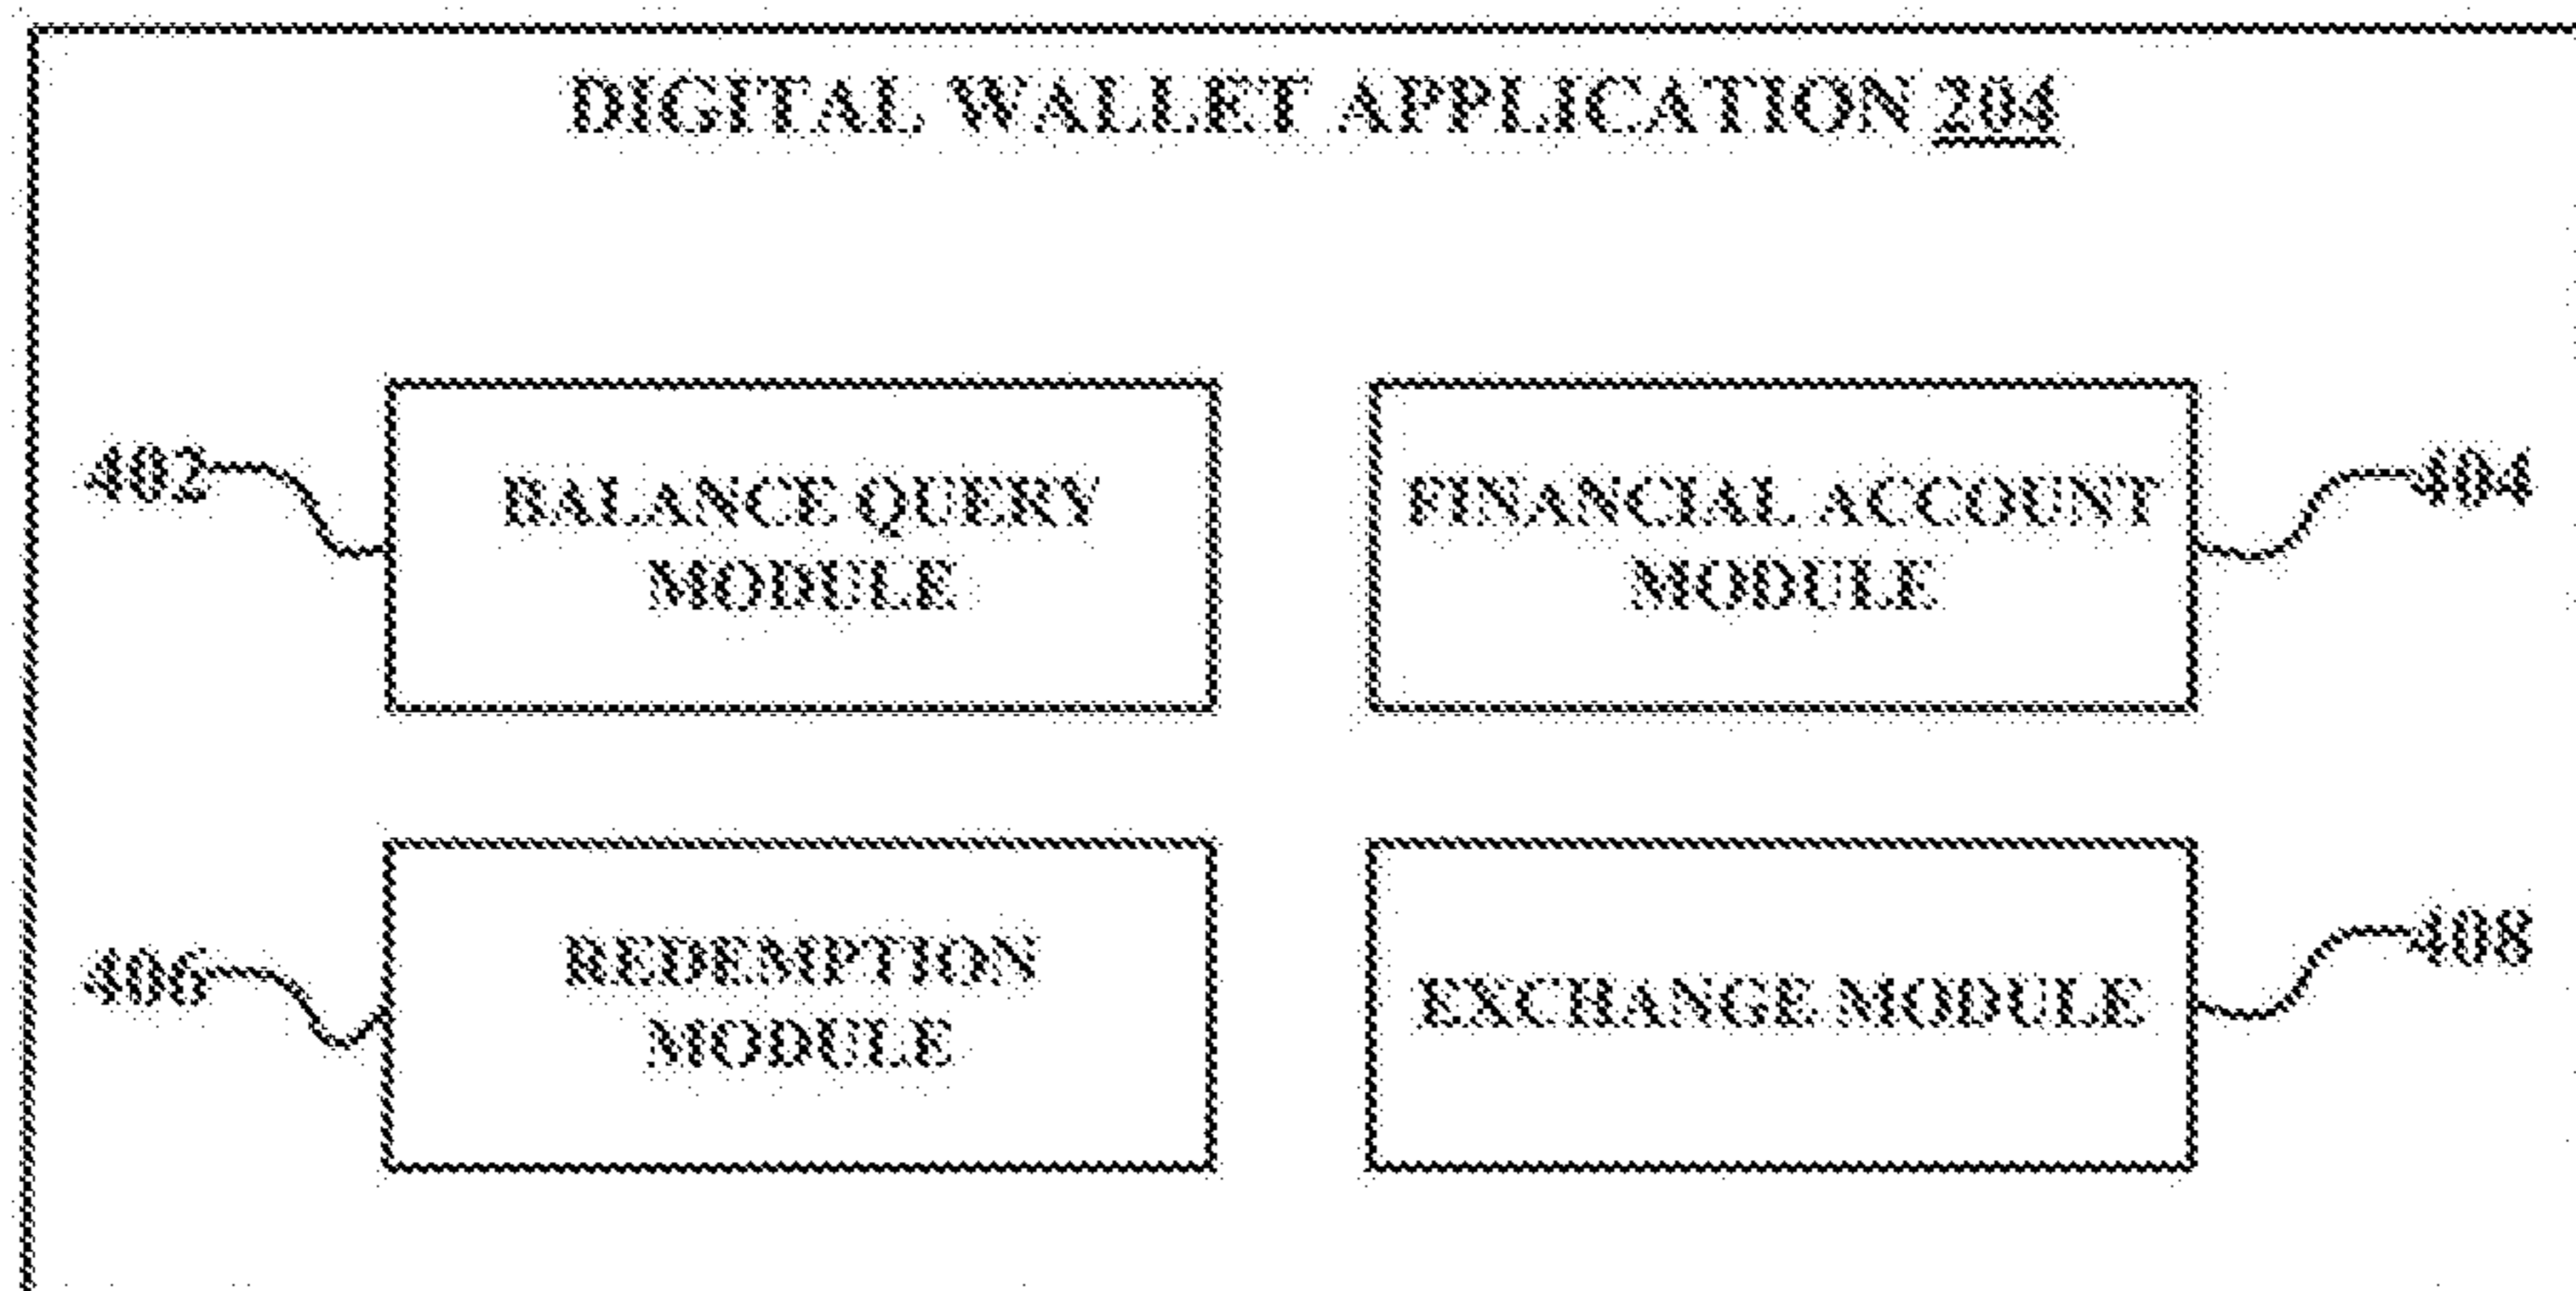 DIGITAL WALLET APPLICATION 204
402
BALANCE QUERY
MODULE
FINANCIAL ACCOUNT
MODULE
404
406
REDEMPTION
MODULE
EXCHANGE MODULE
408